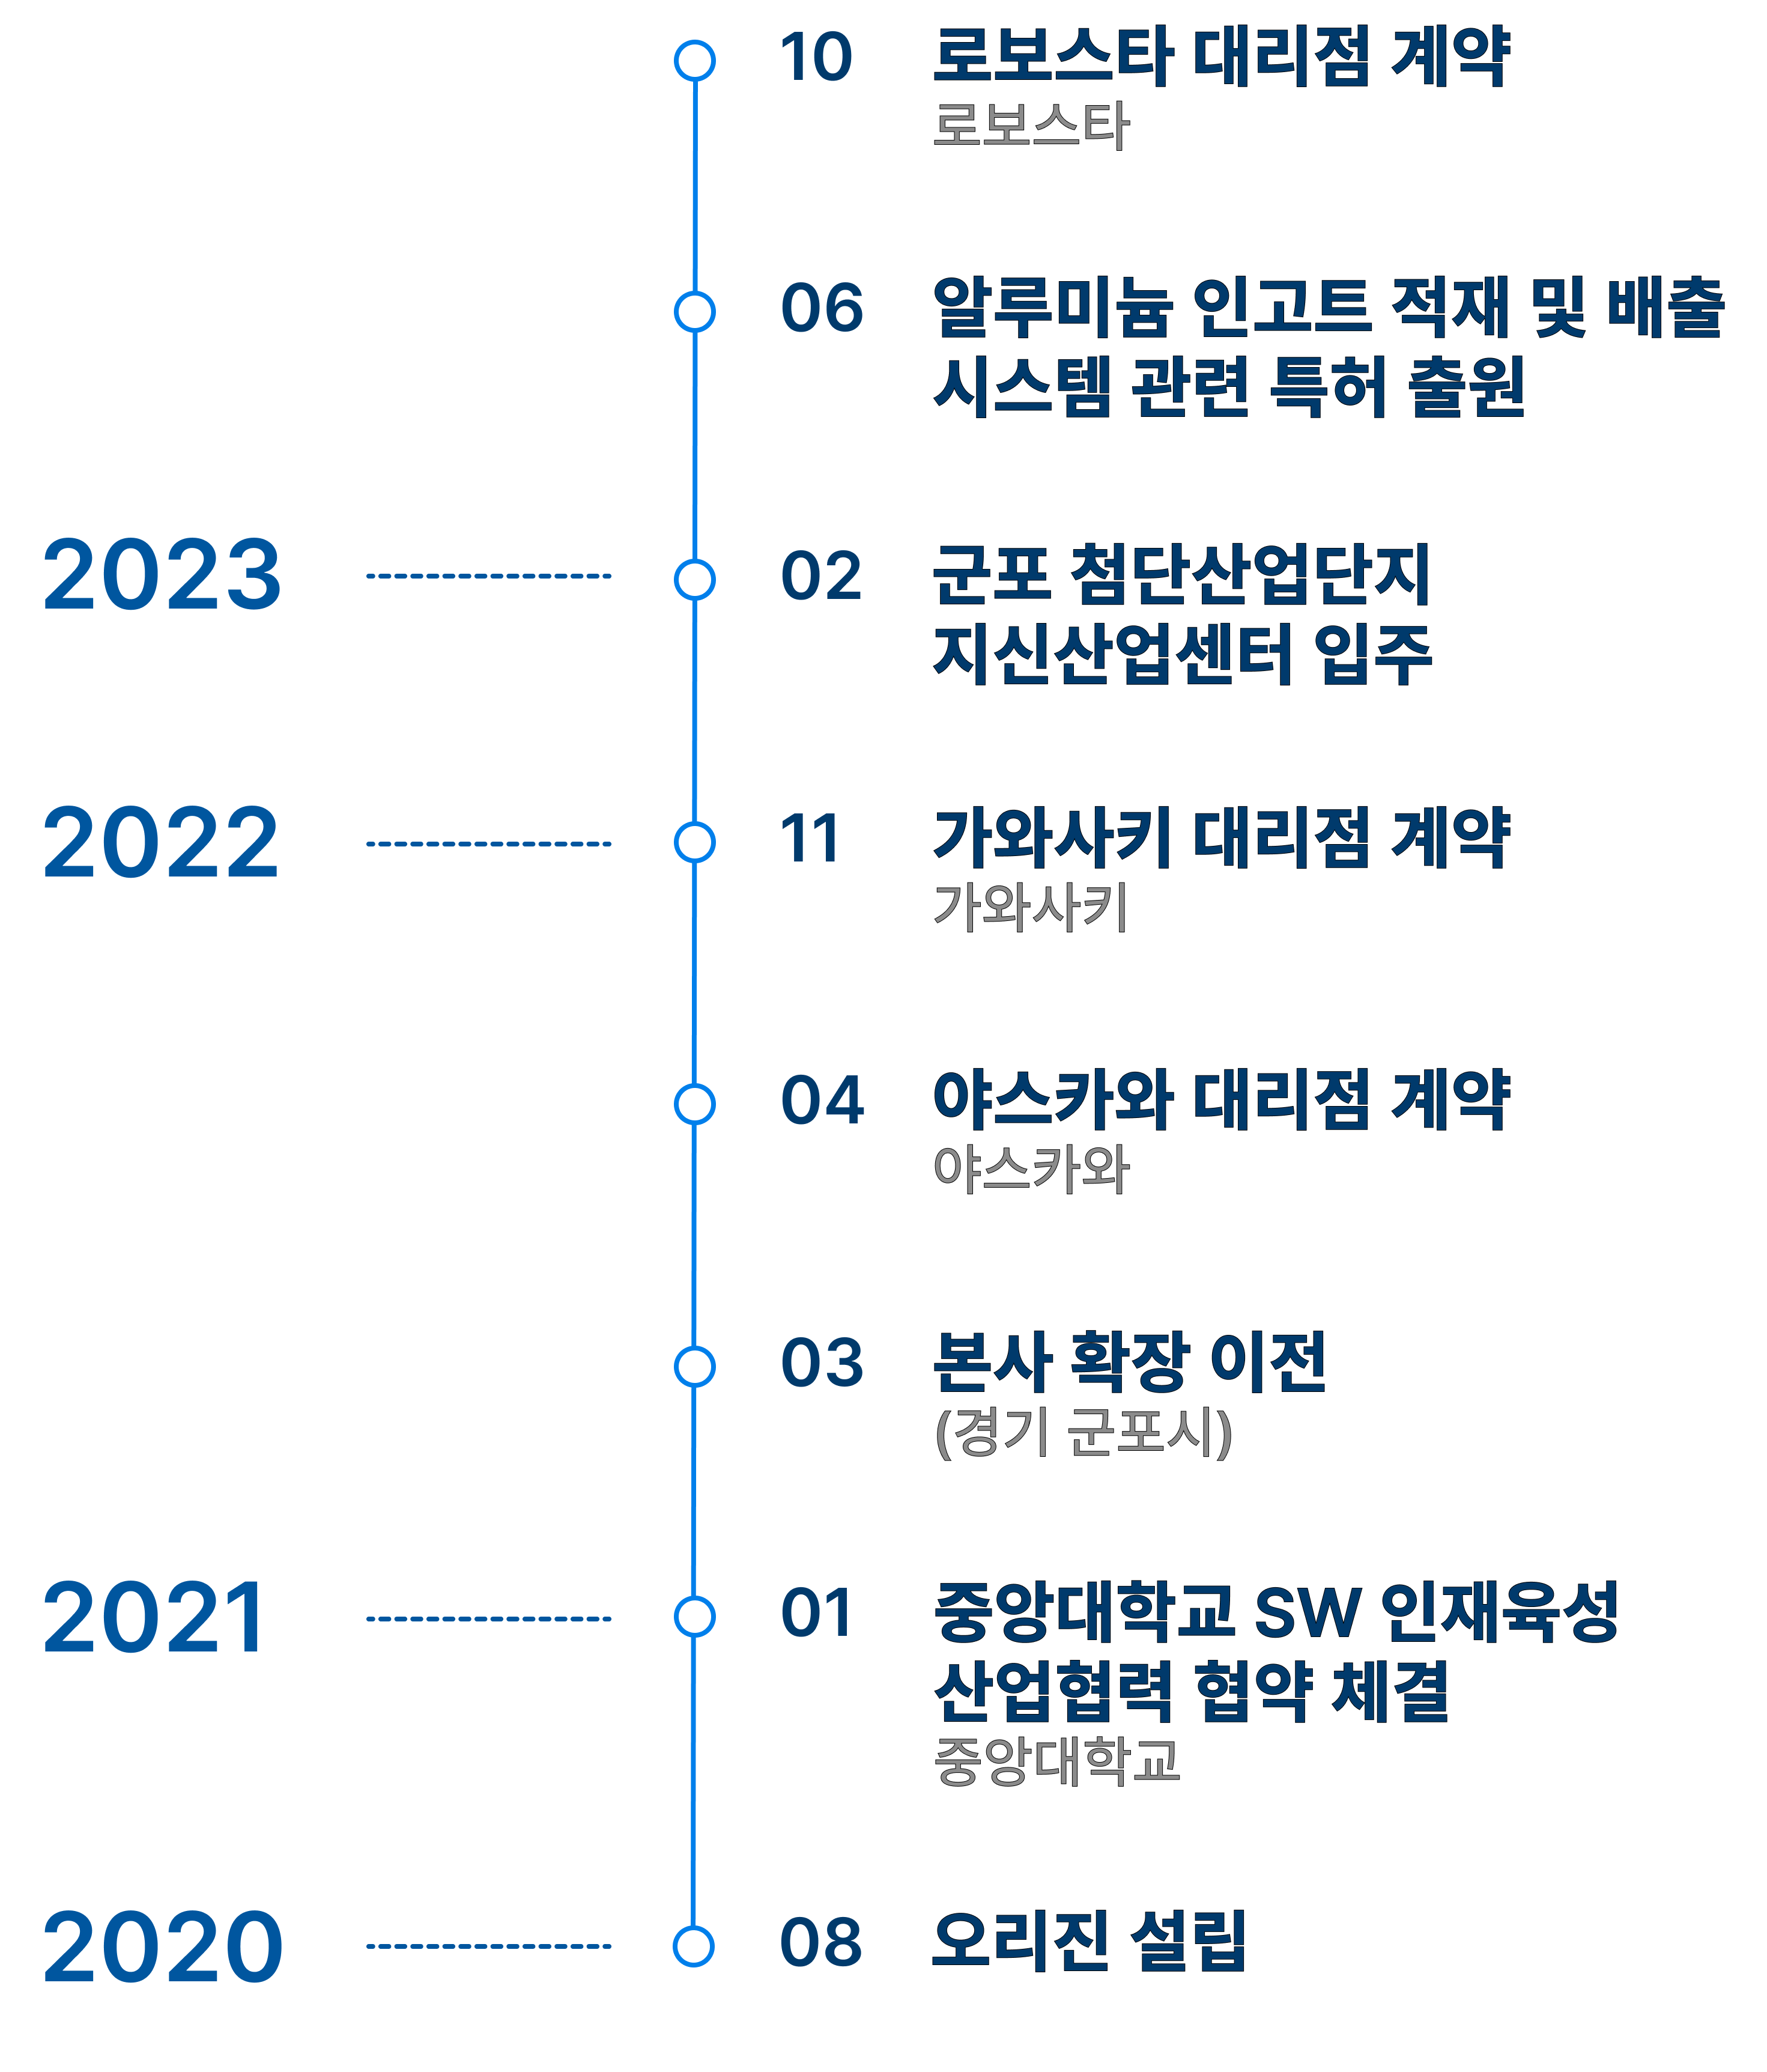 10 로보스타 대리점 계약
로보스타
06 알루미늄 인고트 적재 및 배출
시스템 관련 특허 출원
2023 02 군포 첨단산업단지
지신산업센터 입주
2022 11 가와사키 대리점 계약
가와사키
04 야스카와 대리점 계약
야스카와
03 본사 확장 이전
(경기 군포시)
2021 01 중앙대학교 SW 인재육성
산업협력 협약 체결
중앙대학교
2020 08 오리진 설립